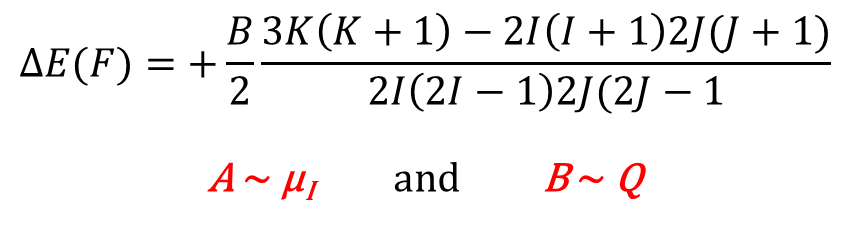 ΔE(F) = + B/2 3K(K + 1) − 2I(I + 1)2J(J + 1) / 2I(2I − 1)2J(2J − 1
A ~ μ_I and B ~ Q